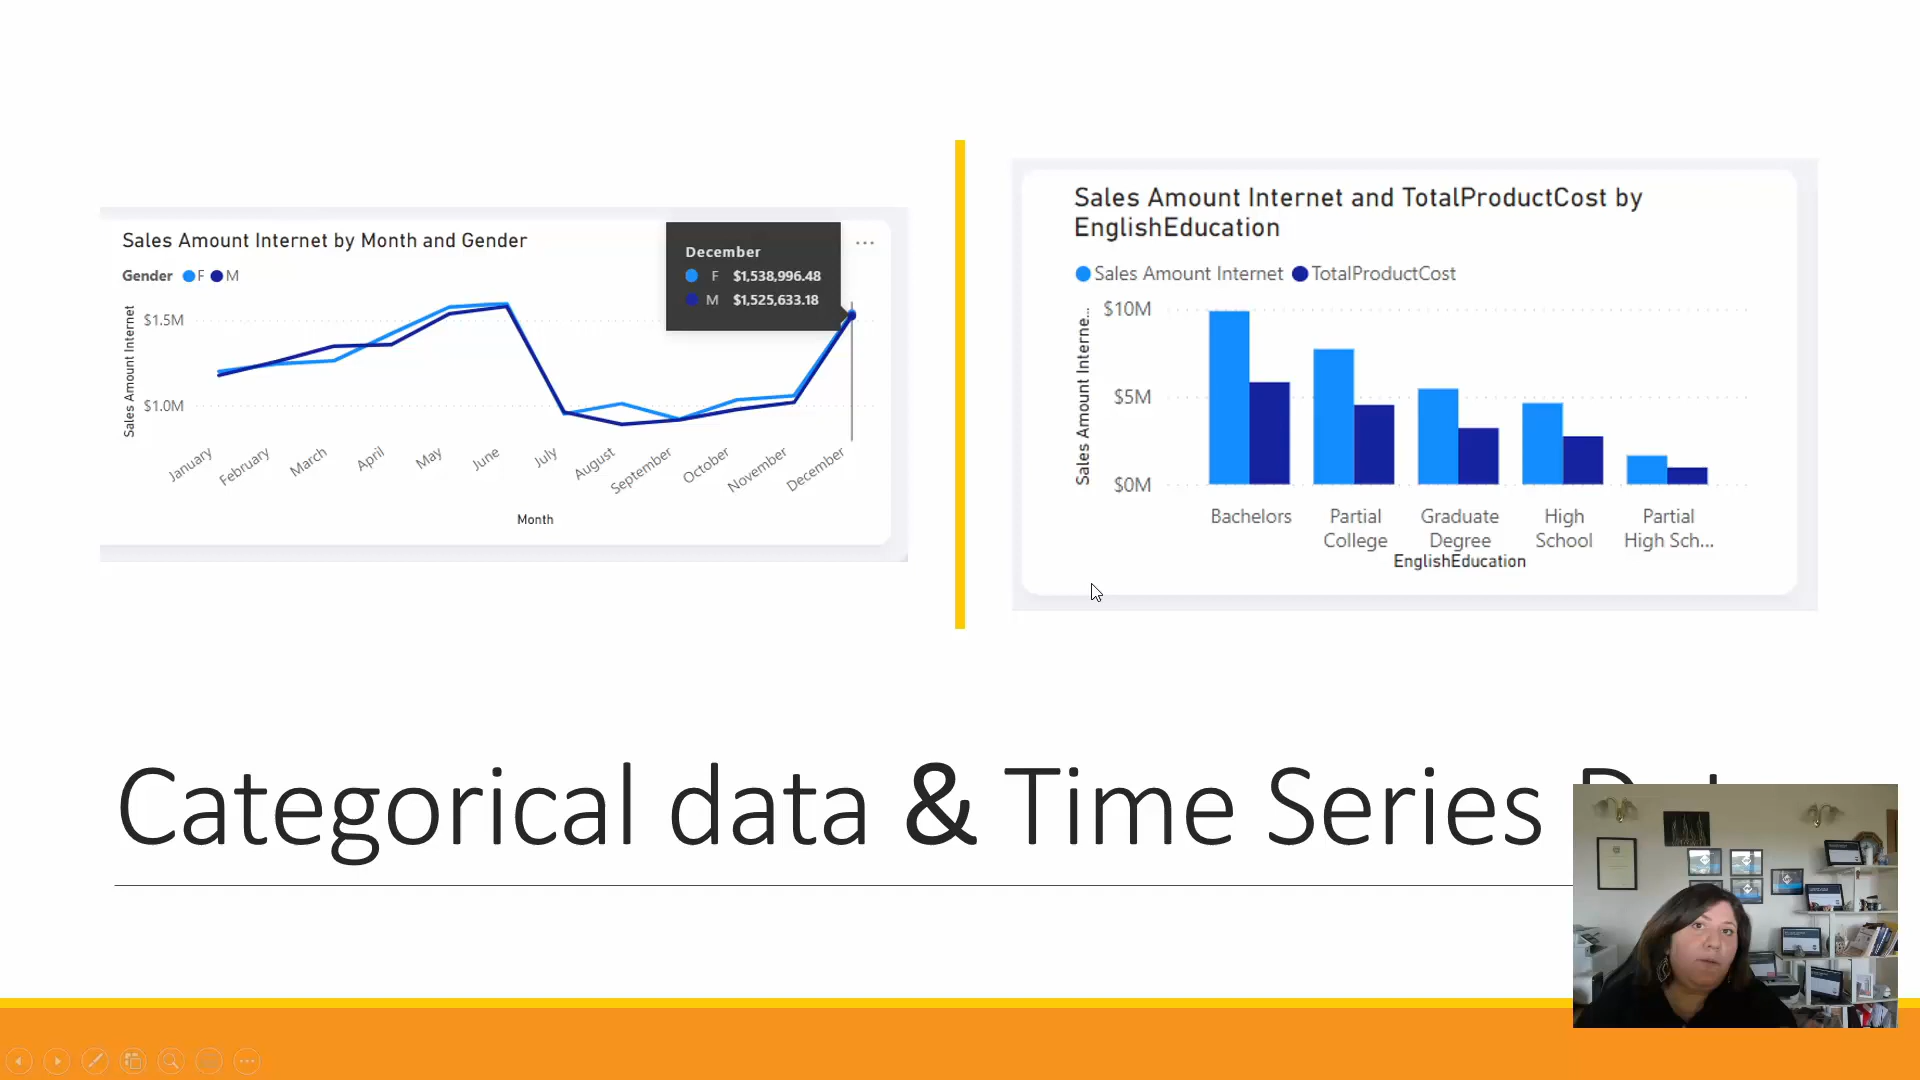 Sales Amount Internet by Month and Gender
Gender F M
December
F $1,538,996.48
M $1,525,633.18
Sales Amount Internet
$1.5M
$1.0M
January February March April May June July August September October November December
Month
Sales Amount Internet and TotalProductCost by
EnglishEducation
Sales Amount Internet TotalProductCost
Sales Amount Interne...
$10M
$5M
$0M
Bachelors Partial Graduate High Partial
College Degree School High Sch...
EnglishEducation
Categorical data & Time Series